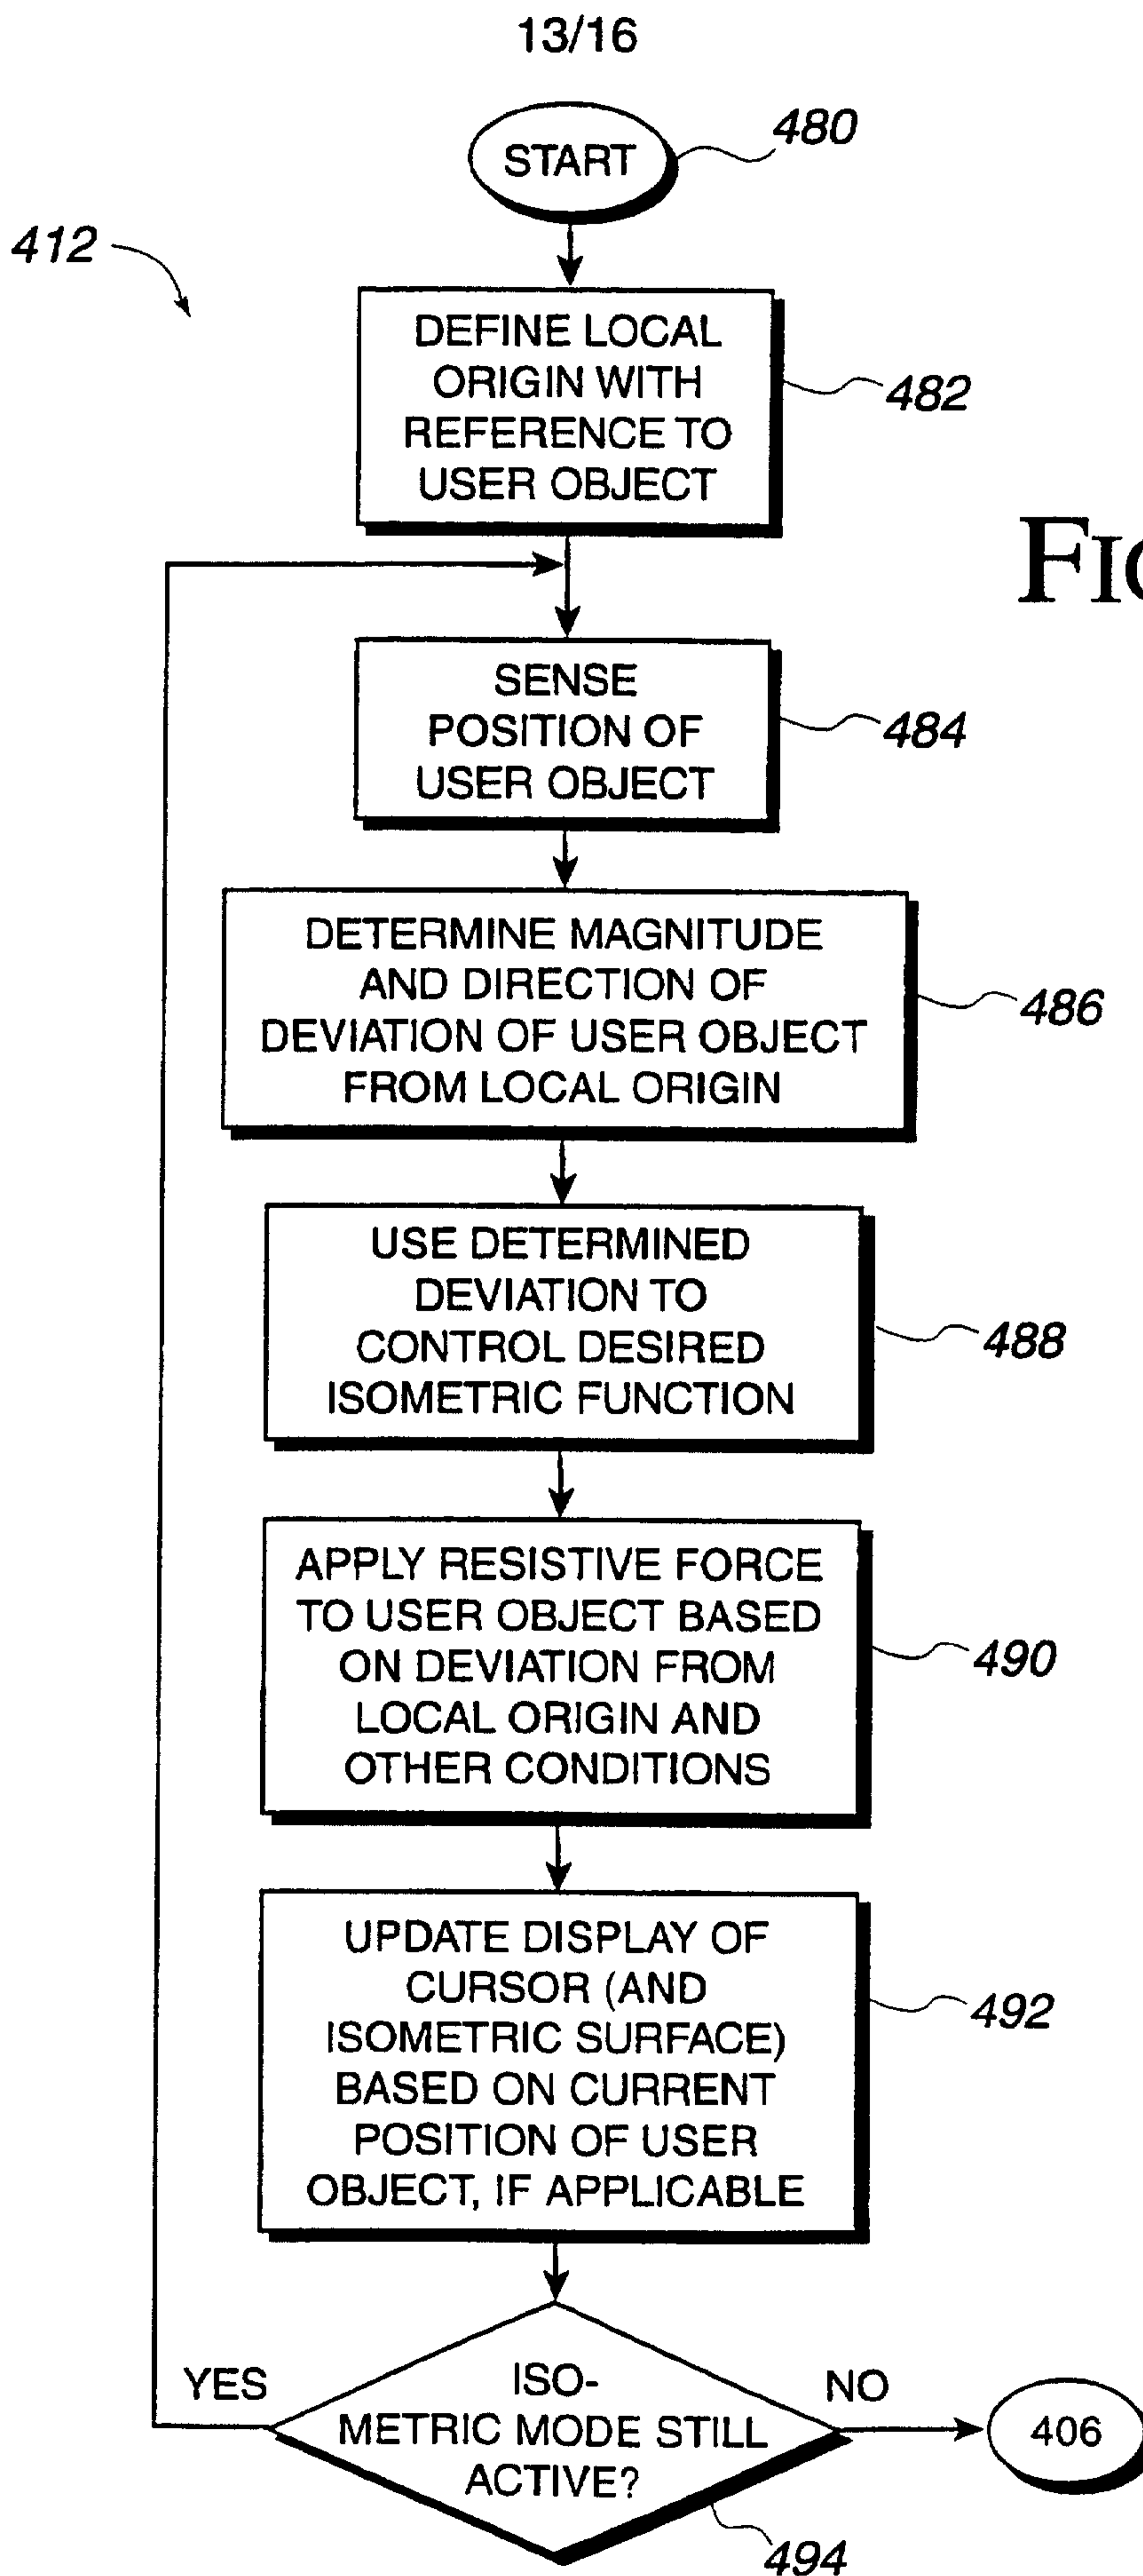 13/16
START
480
412
DEFINE LOCAL
ORIGIN WITH
REFERENCE TO
USER OBJECT
482
SENSE
POSITION OF
USER OBJECT
484
DETERMINE MAGNITUDE
AND DIRECTION OF
DEVIATION OF USER OBJECT
FROM LOCAL ORIGIN
486
USE DETERMINED
DEVIATION TO
CONTROL DESIRED
ISOMETRIC FUNCTION
488
APPLY RESISTIVE FORCE
TO USER OBJECT BASED
ON DEVIATION FROM
LOCAL ORIGIN AND
OTHER CONDITIONS
490
UPDATE DISPLAY OF
CURSOR (AND
ISOMETRIC SURFACE)
BASED ON CURRENT
POSITION OF USER
OBJECT, IF APPLICABLE
492
YES
ISO-
METRIC MODE STILL
ACTIVE?
NO
406
494